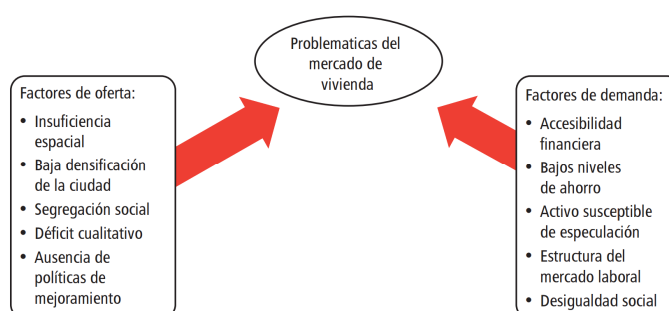 Problematicas del
mercado de
vivienda
Factores de oferta:
• Insuficiencia
espacial
• Baja densificación
de la ciudad
• Segregación social
• Déficit cualitativo
• Ausencia de
políticas de
mejoramiento
Factores de demanda:
• Accesibilidad
financiera
• Bajos niveles
de ahorro
• Activo susceptible
de especulación
• Estructura del
mercado laboral
• Desigualdad social